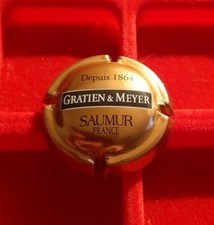 Depuis 1864
GRATIEN & MEYER
SAUMUR
FRANCE